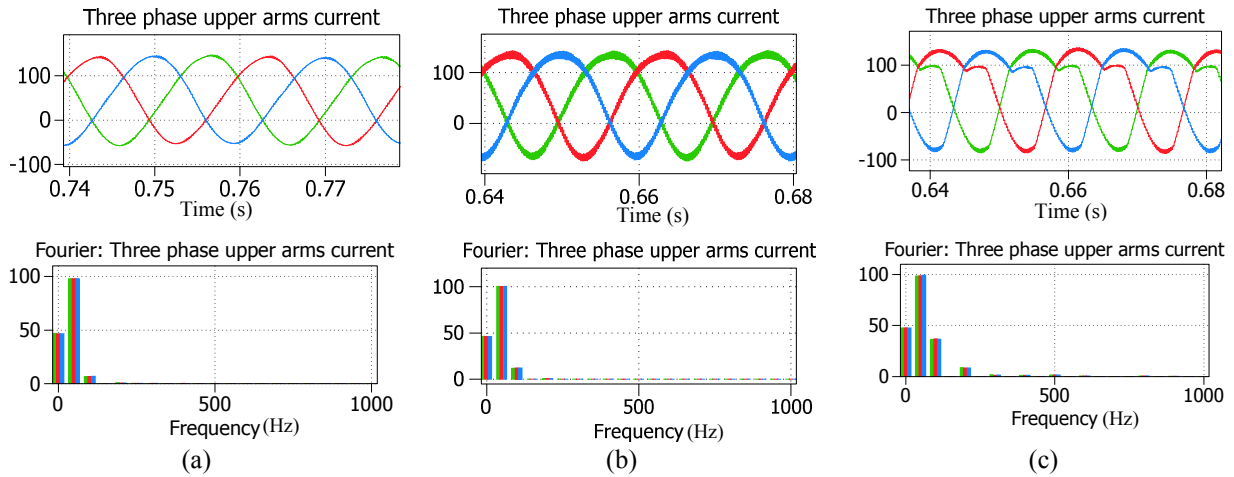 Three phase upper arms current
100
0
-100
0.74 0.75 0.76 0.77
Time (s)
Fourier: Three phase upper arms current
100
50
0
0 500 1000
Frequency (Hz)
(a)
Three phase upper arms current
100
0
0.64 0.66 0.68
Time (s)
Fourier: Three phase upper arms current
100
50
0
0 500 1000
Frequency (Hz)
(b)
Three phase upper arms current
100
0
-100
0.64 0.66 0.68
Time (s)
Fourier: Three phase upper arms current
100
50
0
0 500 1000
Frequency (Hz)
(c)